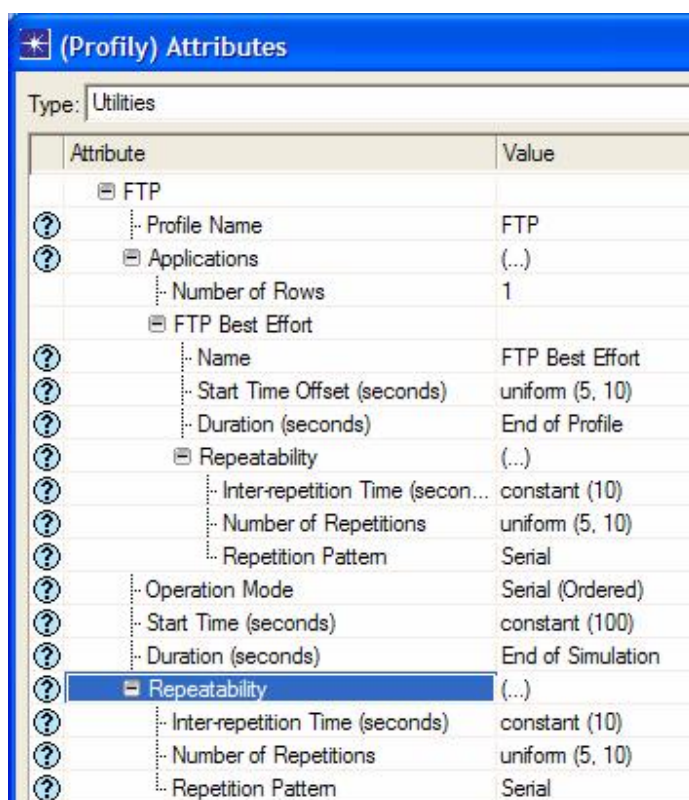 (Profily) Attributes
Type: Utilities
Attribute Value
FTP
Profile Name FTP
Applications (...)
Number of Rows 1
FTP Best Effort
Name FTP Best Effort
Start Time Offset (seconds) uniform (5, 10)
Duration (seconds) End of Profile
Repeatability (...)
Inter-repetition Time (secon... constant (10)
Number of Repetitions uniform (5, 10)
Repetition Pattern Serial
Operation Mode Serial (Ordered)
Start Time (seconds) constant (100)
Duration (seconds) End of Simulation
Repeatability (...)
Inter-repetition Time (seconds) constant (10)
Number of Repetitions uniform (5, 10)
Repetition Pattern Serial